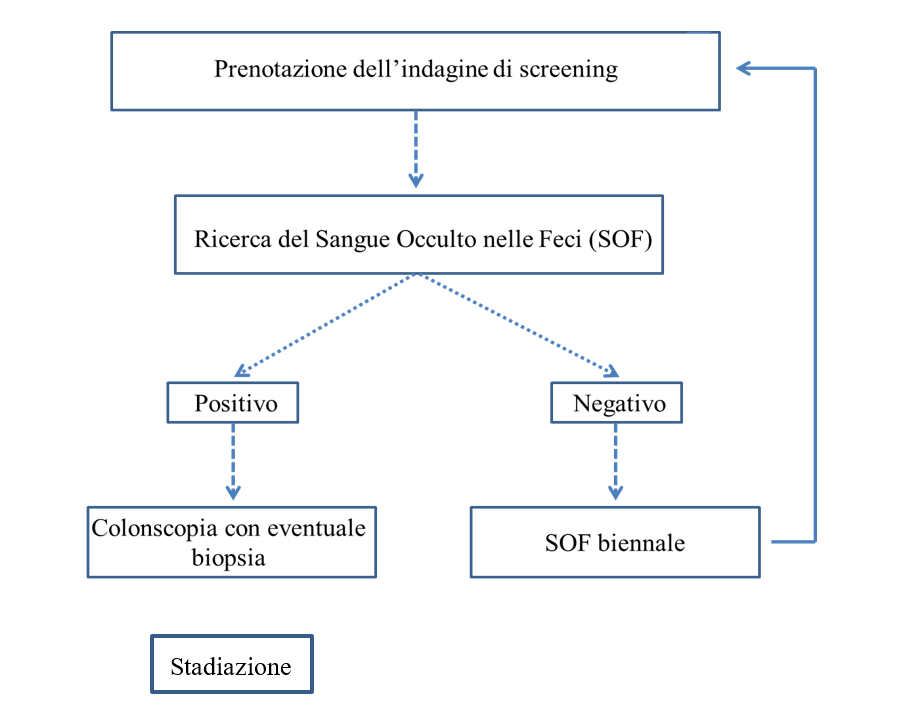 Prenotazione dell’indagine di screening
Ricerca del Sangue Occulto nelle Feci (SOF)
Positivo
Negativo
Colonscopia con eventuale
biopsia
SOF biennale
Stadiazione